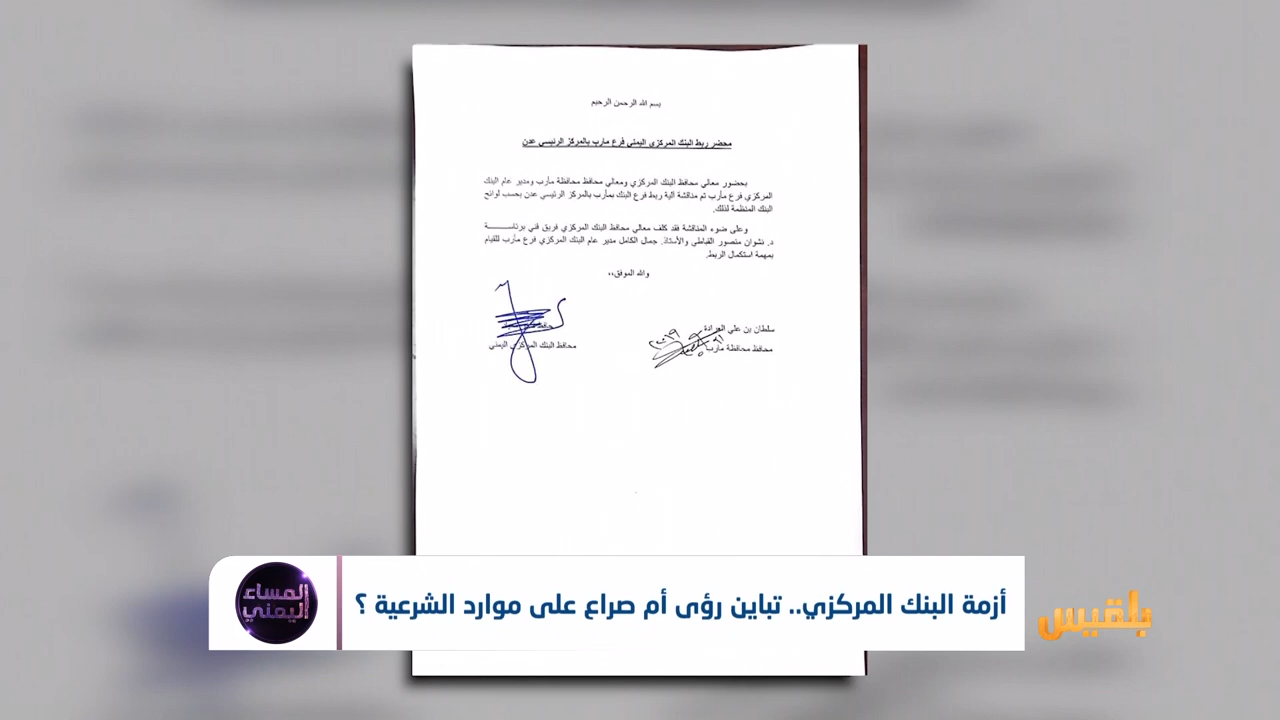 بسم الله الرحمن الرحيم
محضر ربط البنك المركزي اليمني فرع مارب بالمركز الرئيسي عدن
بحضور معالي محافظ البنك المركزي ومعالي محافظ محافظة مأرب ومدير عام البنك
المركزي فرع مأرب تم مناقشة آلية ربط فرع البنك بمأرب بالمركز الرئيسي عدن بحسب لوائح
البنك المنظمة لذلك.
وعلى ضوء المناقشة فقد كلف معالي محافظ البنك المركزي فريق فني برئاســـــة
د. نشوان منصور القباطي والأستاذ. جمال الكامل مدير عام البنك المركزي فرع مأرب للقيام
بمهمة استكمال الربط.
والله الموفق،،
سلطان بن علي العرادة
محافظ محافظة مأرب
حافظ
محافظ البنك المركزي اليمني
أزمة البنك المركزي.. تباين رؤى أم صراع على موارد الشرعية ؟
المساء
اليمني
بلقيس